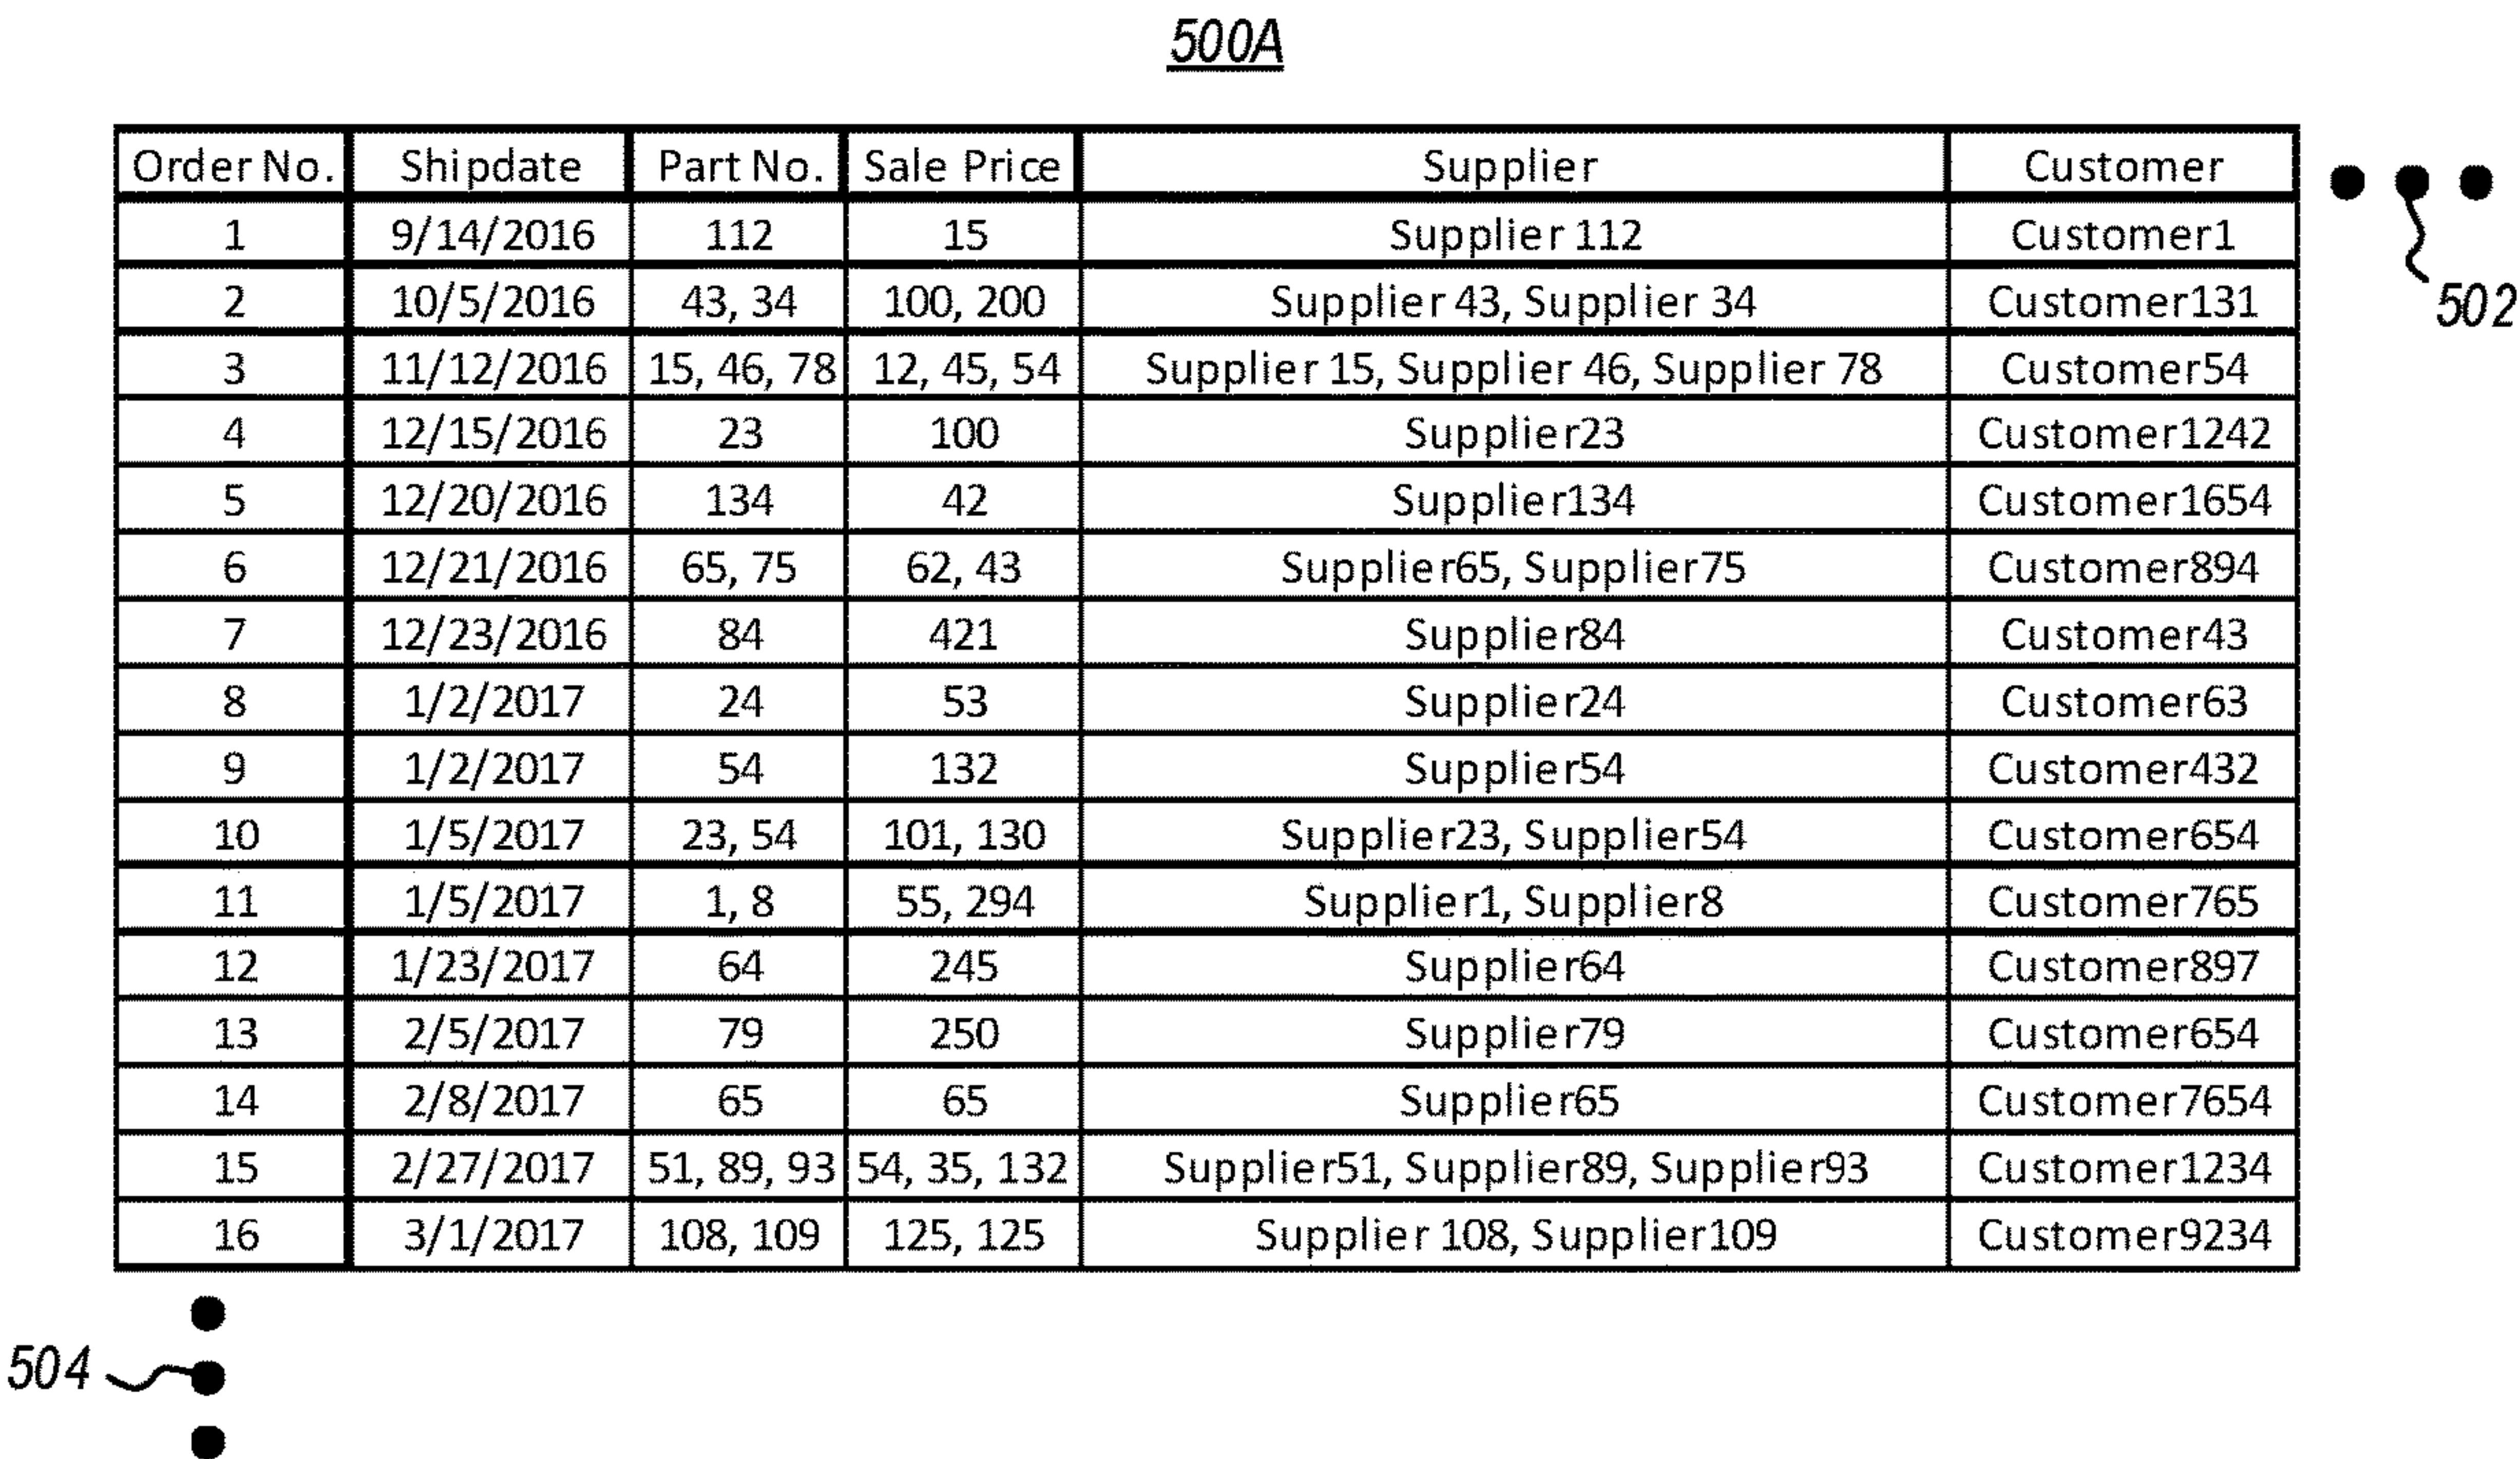 500A
Order No. Shipdate Part No. Sale Price Supplier Customer
1 9/14/2016 112 15 Supplier 112 Customer1
2 10/5/2016 43, 34 100, 200 Supplier 43, Supplier 34 Customer131
502
3 11/12/2016 15, 46, 78 12, 45, 54 Supplier 15, Supplier 46, Supplier 78 Customer54
4 12/15/2016 23 100 Supplier23 Customer1242
5 12/20/2016 134 42 Supplier134 Customer1654
6 12/21/2016 65, 75 62, 43 Supplier65, Supplier75 Customer894
7 12/23/2016 84 421 Supplier84 Customer43
8 1/2/2017 24 53 Supplier24 Customer63
9 1/2/2017 54 132 Supplier54 Customer432
10 1/5/2017 23, 54 101, 130 Supplier23, Supplier54 Customer654
11 1/5/2017 1, 8 55, 294 Supplier1, Supplier8 Customer765
12 1/23/2017 64 245 Supplier64 Customer897
13 2/5/2017 79 250 Supplier79 Customer654
14 2/8/2017 65 65 Supplier65 Customer7654
15 2/27/2017 51, 89, 93 54, 35, 132 Supplier51, Supplier89, Supplier93 Customer1234
16 3/1/2017 108, 109 125, 125 Supplier 108, Supplier109 Customer9234
504